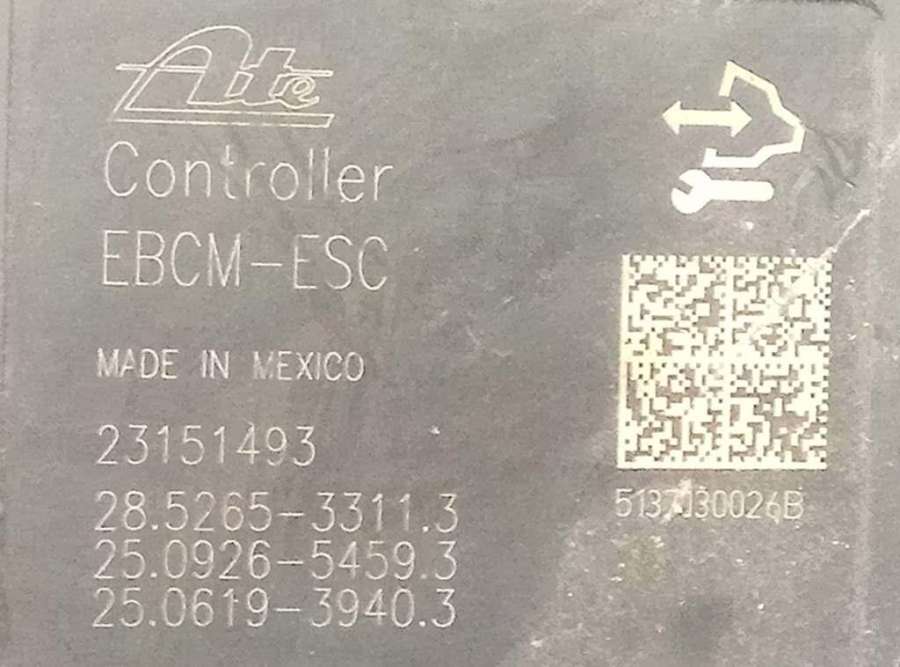 Ate
Controller
EBCM-ESC
MADE IN MEXICO
23151493
28.5265-3311.3
25.0926-5459.3
25.0619-3940.3
5137J30026B